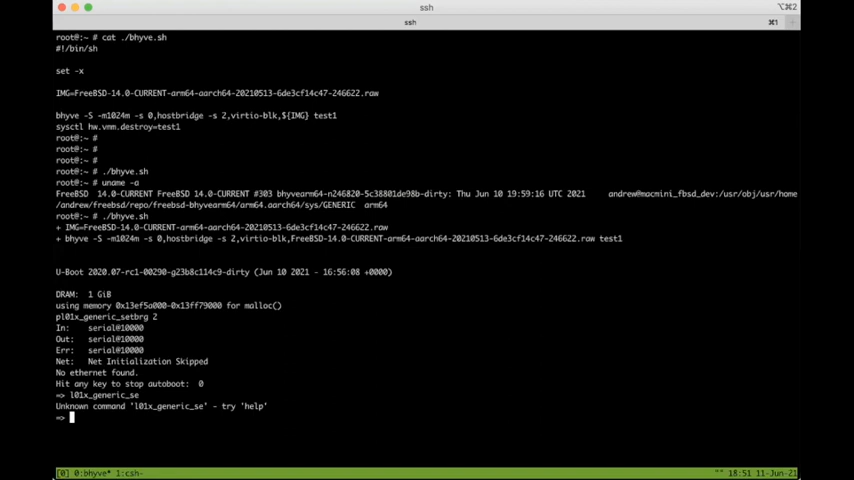 ssh
⌥⌘2
ssh
⌘1
+
root@:~ # cat ./bhyve.sh
#!/bin/sh
set -x
IMG=FreeBSD-14.0-CURRENT-arm64-aarch64-20210513-6de3cf14c47-246622.raw
bhyve -S -m1024m -s 0,hostbridge -s 2,virtio-blk,${IMG} test1
sysctl hw.vmm.destroy=test1
root@:~ #
root@:~ #
root@:~ #
root@:~ # ./bhyve.sh
root@:~ # uname -a
FreeBSD  14.0-CURRENT FreeBSD 14.0-CURRENT #303 bhyvearm64-n246820-5c38801de98b-dirty: Thu Jun 10 19:59:16 UTC 2021     andrew@macmini_fbsd_dev:/usr/obj/usr/home
/andrew/freebsd/repo/freebsd-bhyvearm64/arm64.aarch64/sys/GENERIC  arm64
root@:~ # ./bhyve.sh
+ IMG=FreeBSD-14.0-CURRENT-arm64-aarch64-20210513-6de3cf14c47-246622.raw
+ bhyve -S -m1024m -s 0,hostbridge -s 2,virtio-blk,FreeBSD-14.0-CURRENT-arm64-aarch64-20210513-6de3cf14c47-246622.raw test1
U-Boot 2020.07-rc1-00290-g23b8c114c9-dirty (Jun 10 2021 - 16:56:08 +0000)
DRAM:  1 GiB
using memory 0x13ef5a000-0x13ff79000 for malloc()
pl01x_generic_setbrg 2
In:    serial@10000
Out:   serial@10000
Err:   serial@10000
Net:   Net Initialization Skipped
No ethernet found.
Hit any key to stop autoboot:  0
=> l01x_generic_se
Unknown command 'l01x_generic_se' - try 'help'
=>
[0] 0:bhyve* 1:csh-
"" 18:51 11-Jun-21